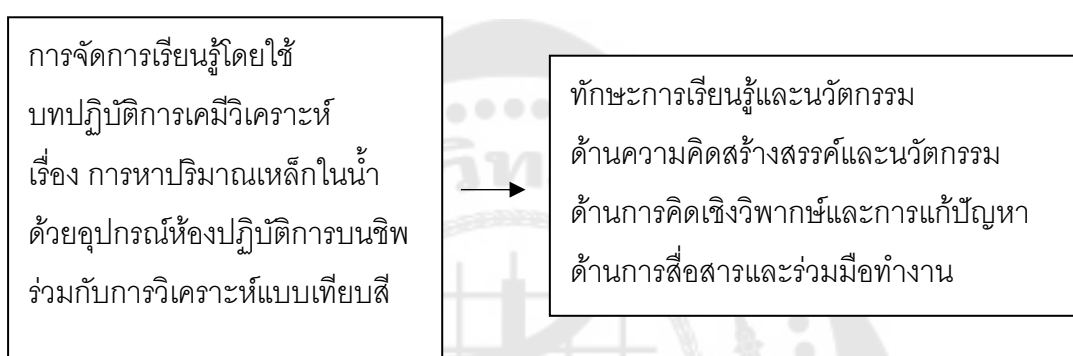 การจัดการเรียนรู้โดยใช้
บทปฏิบัติการเคมีวิเคราะห์
เรื่อง การหาปริมาณเหล็กในน้ำ
ด้วยอุปกรณ์ห้องปฏิบัติการบนชิพ
ร่วมกับการวิเคราะห์แบบเทียบสี
ทักษะการเรียนรู้และนวัตกรรม
ด้านความคิดสร้างสรรค์และนวัตกรรม
ด้านการคิดเชิงวิพากษ์และการแก้ปัญหา
ด้านการสื่อสารและร่วมมือทำงาน